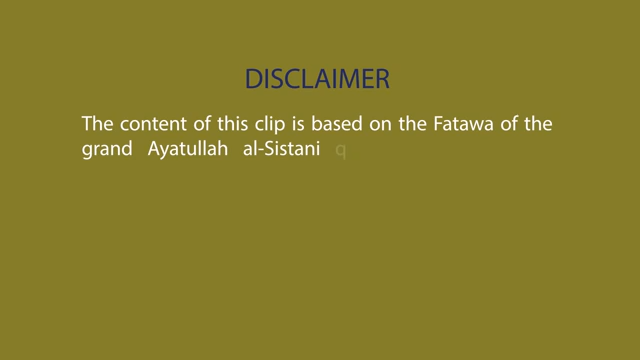 DISCLAIMER
The content of this clip is based on the Fatawa of the
grand Ayatullah al-Sistani q